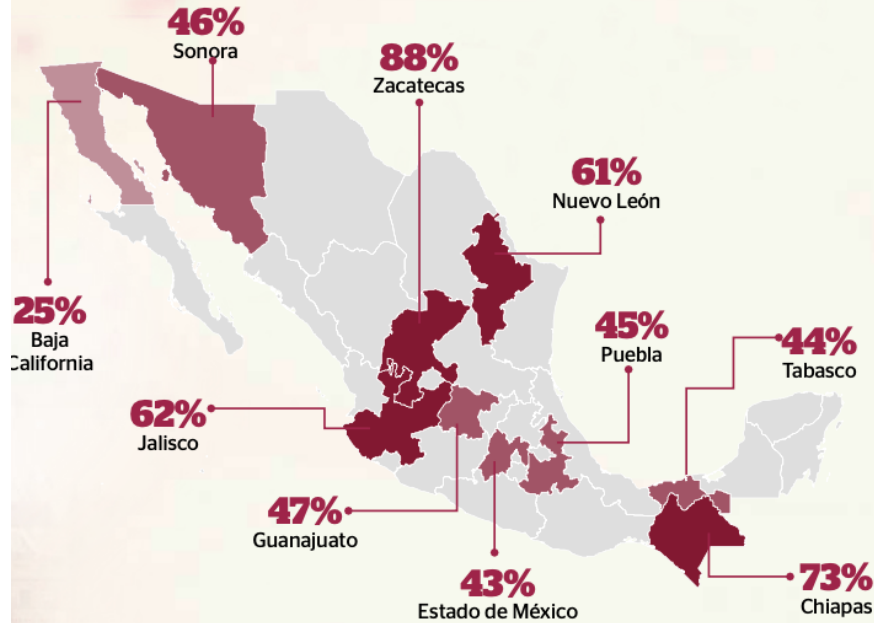 46%
Sonora
88%
Zacatecas
61%
Nuevo León
25%
Baja
California
45%
Puebla
44%
Tabasco
62%
Jalisco
47%
Guanajuato
43%
Estado de México
73%
Chiapas